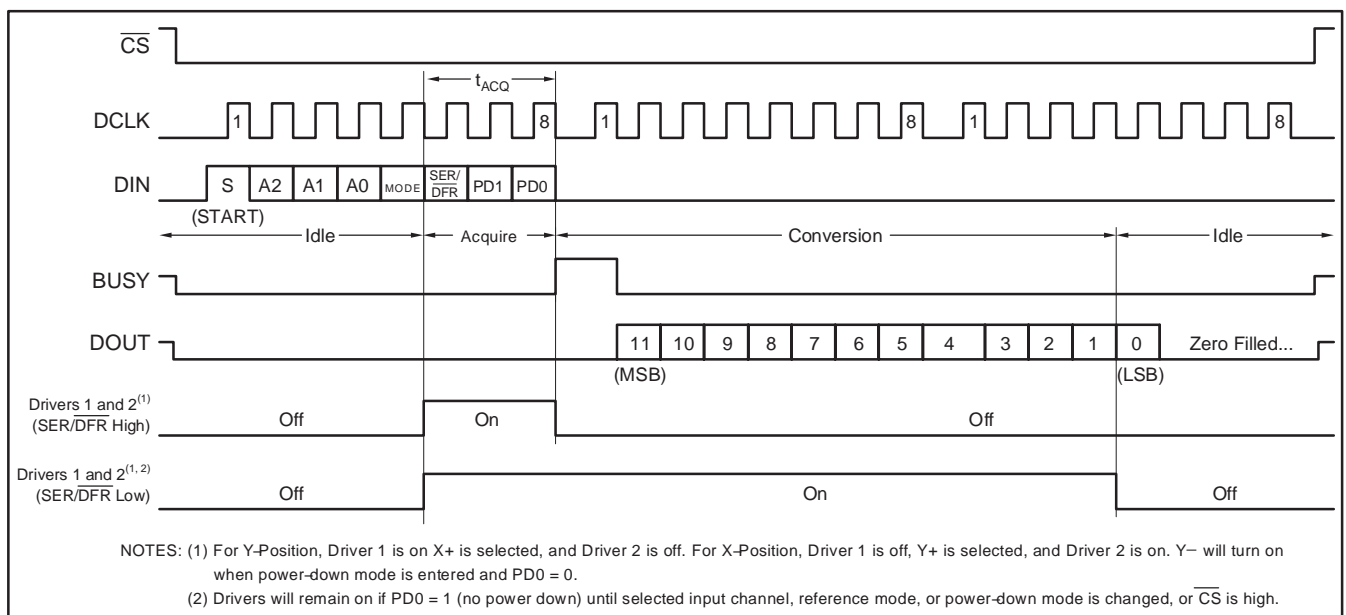 CS
tACQ
DCLK 1 8 1 8 1 8
DIN S A2 A1 A0 MODE SER/DFR PD1 PD0
(START)
Idle Acquire Conversion Idle
BUSY
DOUT 11 10 9 8 7 6 5 4 3 2 1 0 Zero Filled...
(MSB) (LSB)
Drivers 1 and 2(1)
(SER/DFR High) Off On Off
Drivers 1 and 2(1, 2)
(SER/DFR Low) Off On Off
NOTES: (1) For Y-Position, Driver 1 is on X+ is selected, and Driver 2 is off. For X-Position, Driver 1 is off, Y+ is selected, and Driver 2 is on. Y− will turn on
when power-down mode is entered and PD0 = 0.
(2) Drivers will remain on if PD0 = 1 (no power down) until selected input channel, reference mode, or power-down mode is changed, or CS is high.